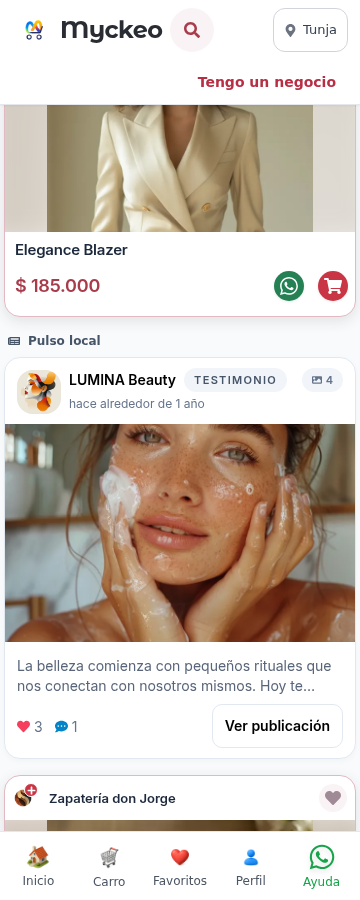 Myckeo
Tunja
Tengo un negocio
Elegance Blazer
$ 185.000
Pulso local
LUMINA Beauty TESTIMONIO 4
hace alrededor de 1 año
La belleza comienza con pequeños rituales que
nos conectan con nosotros mismos. Hoy te...
3 1 Ver publicación
Zapatería don Jorge
Inicio Carro Favoritos Perfil Ayuda